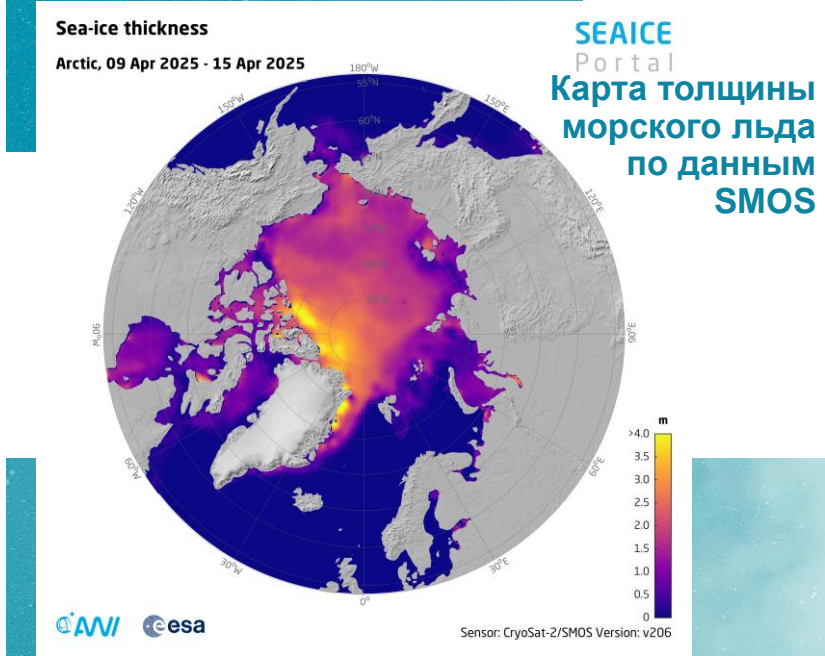 Sea-ice thickness
Arctic, 09 Apr 2025 - 15 Apr 2025
SEAICE
Portal
Карта толщины
морского льда
по данным
SMOS
180°W
55°N
60°N
150°W
150°E
120°W
120°E
90°W
90°E
60°W
60°E
30°W
30°E
0°
m
>4.0
3.5
3.0
2.5
2.0
1.5
1.0
0.5
0
AWI
esa
Sensor: CryoSat-2/SMOS Version: v206